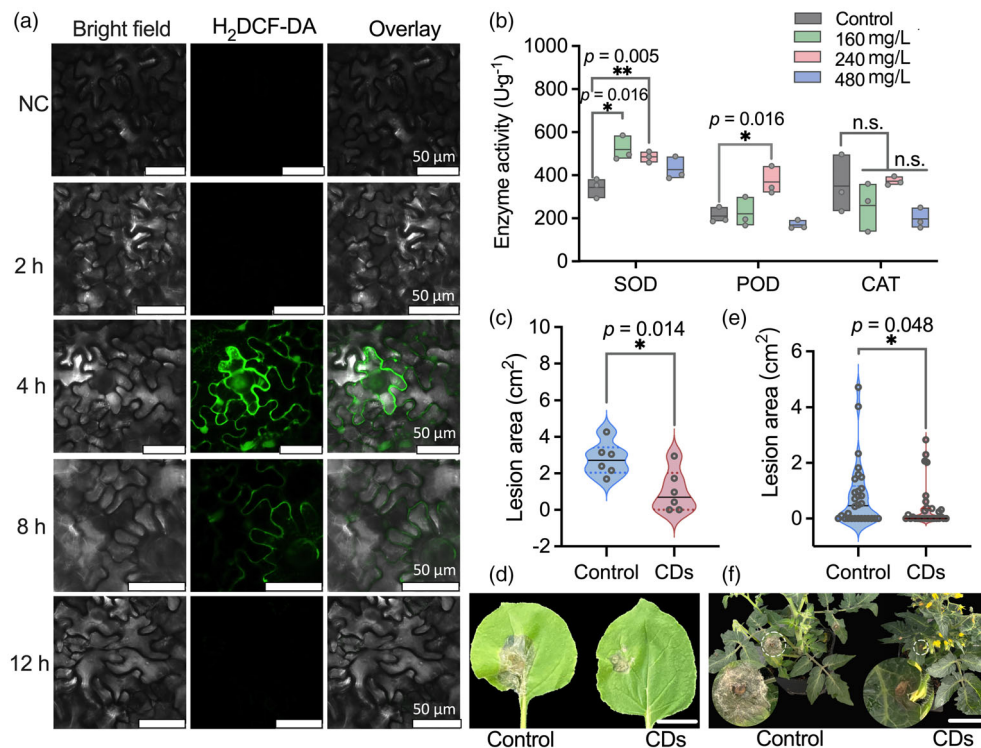 (a)
Bright field
H₂DCF-DA
Overlay
NC
50 µm
2 h
50 µm
4 h
50 µm
8 h
50 µm
12 h
50 µm
(b)
Control
160 mg/L
240 mg/L
480 mg/L
Enzyme activity (U·g⁻¹)
1000
800
600
400
200
0
p = 0.005
**
p = 0.016
*
p = 0.016
*
n.s.
n.s.
SOD
POD
CAT
(c)
Lesion area (cm²)
10
8
6
4
2
0
-2
p = 0.014
*
Control
CDs
(e)
Lesion area (cm²)
6
4
2
0
p = 0.048
*
Control
CDs
(d)
Control
CDs
(f)
Control
CDs